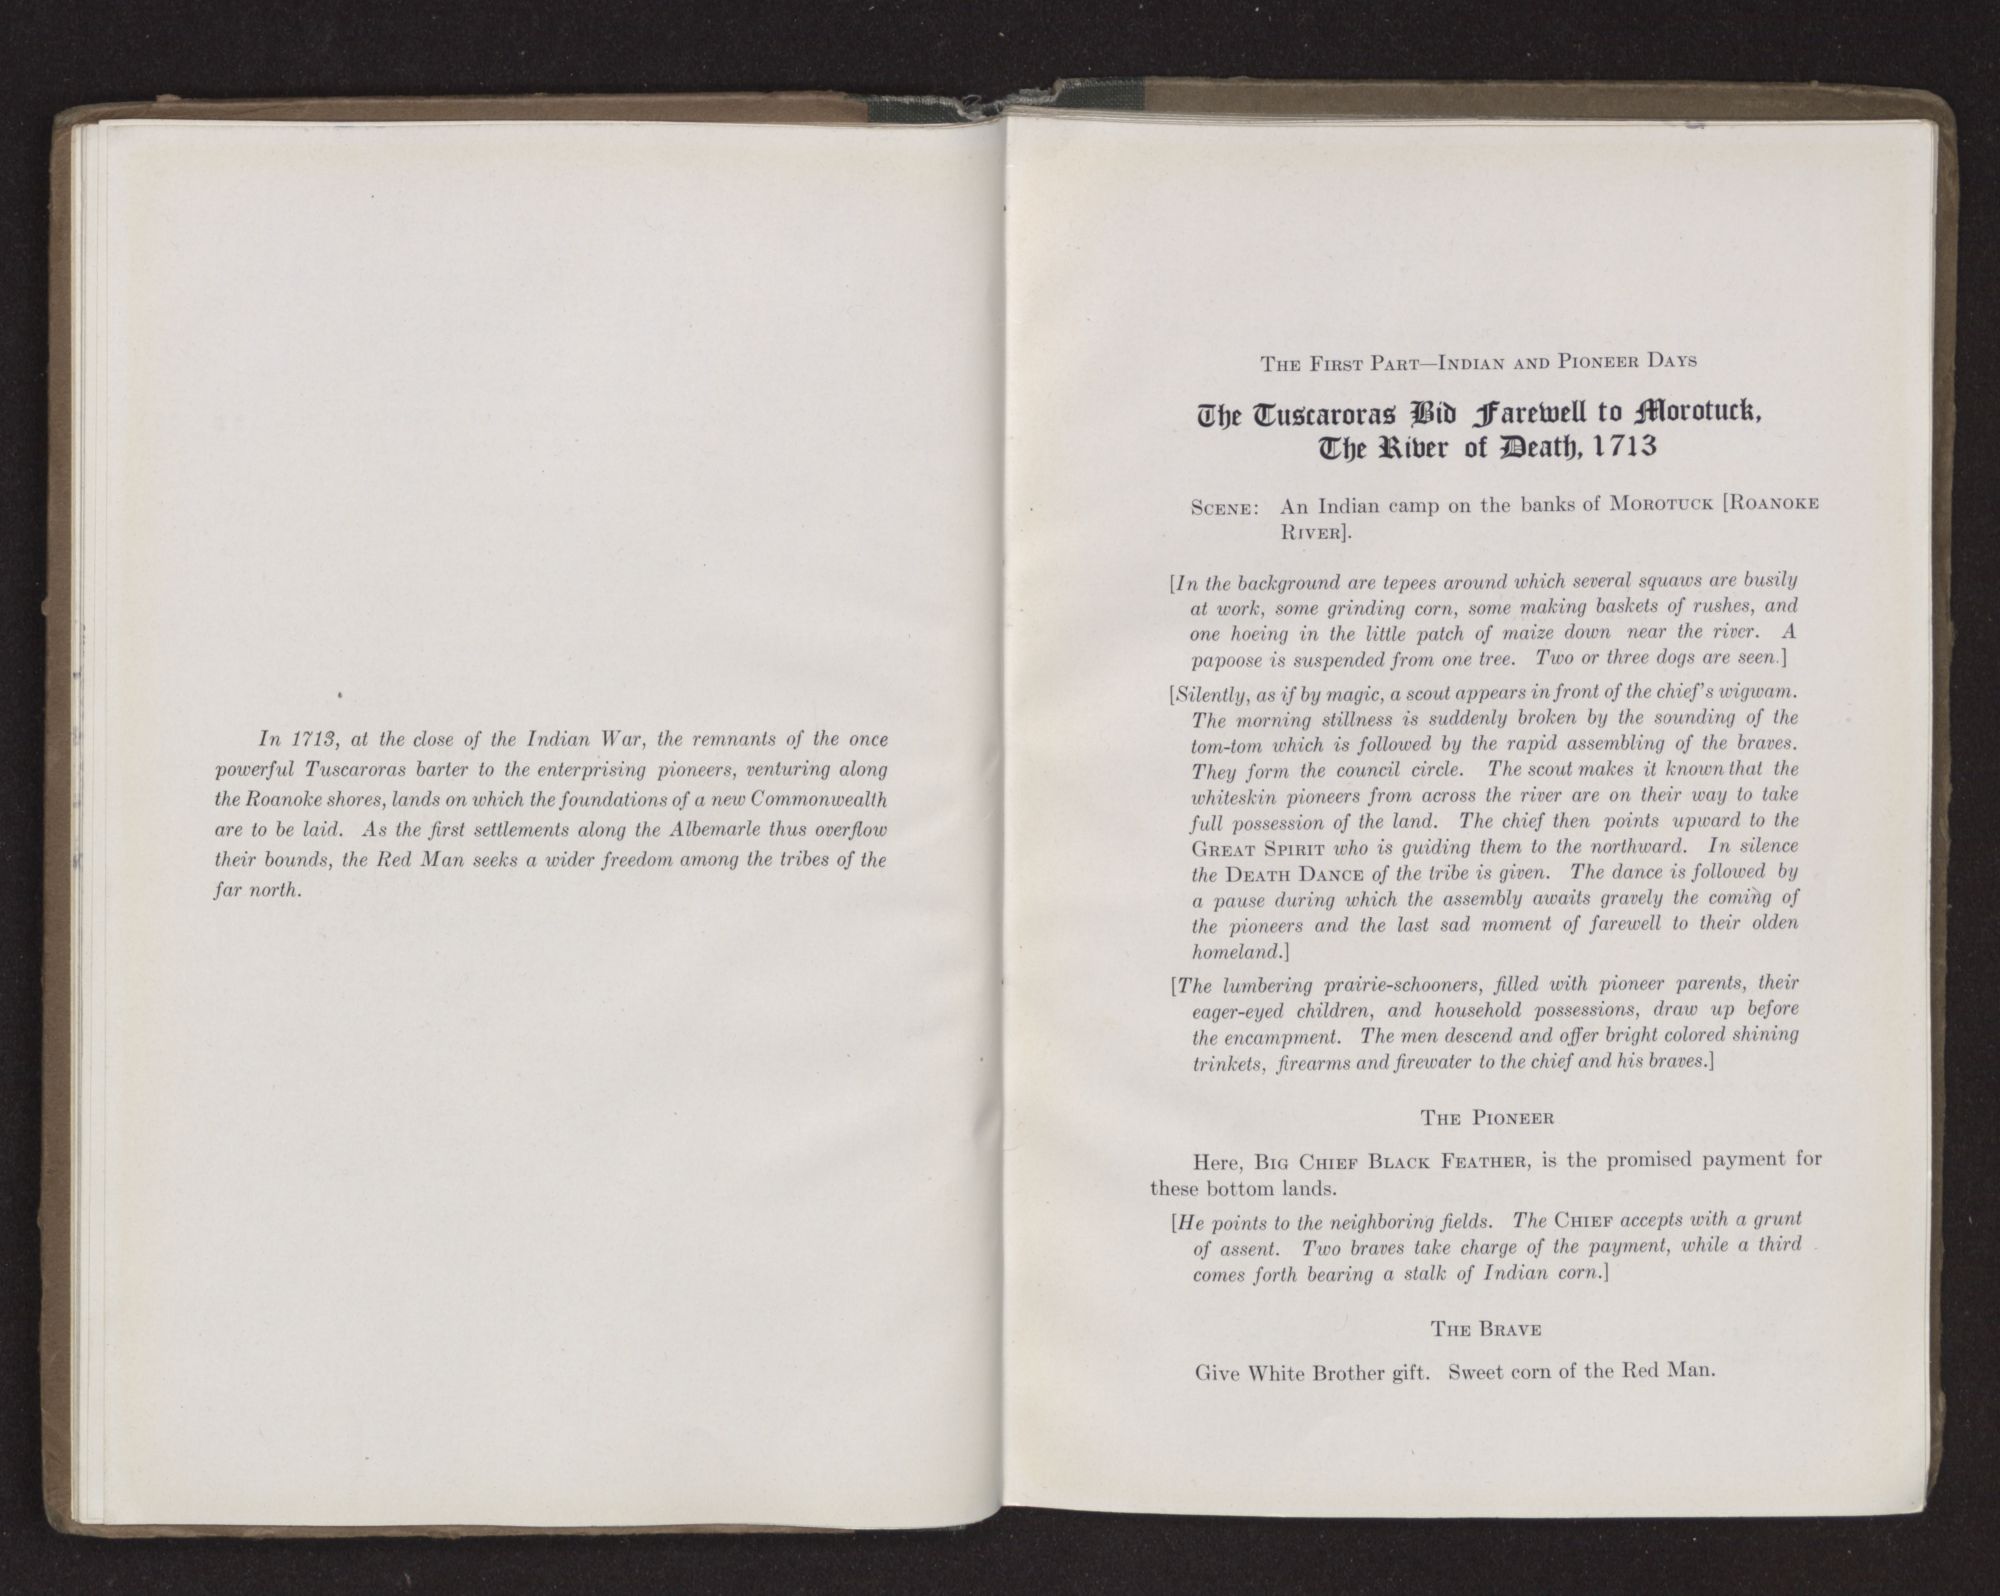 In 1713, at the close of the Indian War, the remnants of the once
powerful Tuscaroras barter to the enterprising pioneers, venturing along
the Roanoke shores, lands on which the foundations of a new Commonwealth
are to be laid. As the first settlements along the Albemarle thus overflow
their bounds, the Red Man seeks a wider freedom among the tribes of the
far north.
The First Part—Indian and Pioneer Days
The Tuscaroras Bid Farewell to Morotuck,
The River of Death, 1713
Scene: An Indian camp on the banks of Morotuck [Roanoke
River].
[In the background are tepees around which several squaws are busily
at work, some grinding corn, some making baskets of rushes, and
one hoeing in the little patch of maize down near the river. A
papoose is suspended from one tree. Two or three dogs are seen.]
[Silently, as if by magic, a scout appears in front of the chief's wigwam.
The morning stillness is suddenly broken by the sounding of the
tom-tom which is followed by the rapid assembling of the braves.
They form the council circle. The scout makes it known that the
whiteskin pioneers from across the river are on their way to take
full possession of the land. The chief then points upward to the
Great Spirit who is guiding them to the northward. In silence
the Death Dance of the tribe is given. The dance is followed by
a pause during which the assembly awaits gravely the coming of
the pioneers and the last sad moment of farewell to their olden
homeland.]
[The lumbering prairie-schooners, filled with pioneer parents, their
eager-eyed children, and household possessions, draw up before
the encampment. The men descend and offer bright colored shining
trinkets, firearms and firewater to the chief and his braves.]
The Pioneer
Here, Big Chief Black Feather, is the promised payment for
these bottom lands.
[He points to the neighboring fields. The Chief accepts with a grunt
of assent. Two braves take charge of the payment, while a third
comes forth bearing a stalk of Indian corn.]
The Brave
Give White Brother gift. Sweet corn of the Red Man.